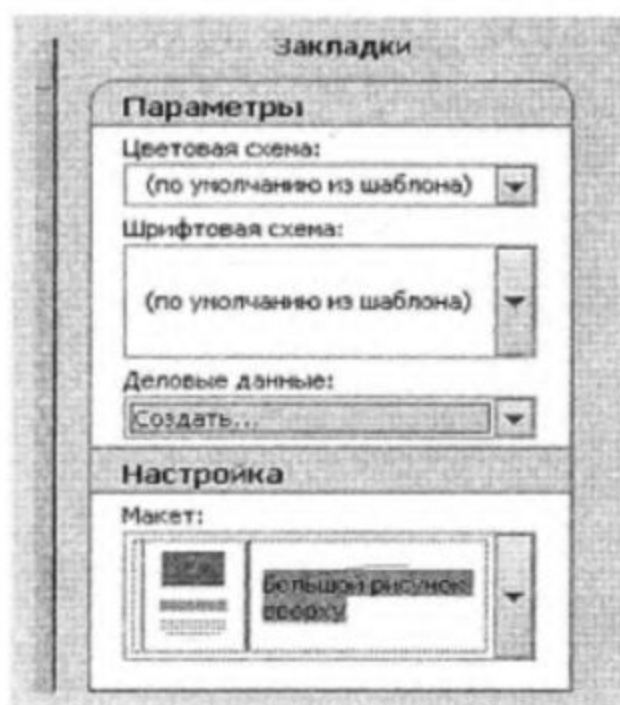 Закладки
Параметры
Цветовая схема:
(по умолчанию из шаблона)
Шрифтовая схема:
(по умолчанию из шаблона)
Деловые данные:
Создать...
Настройка
Макет:
Большой рисунок
вверху